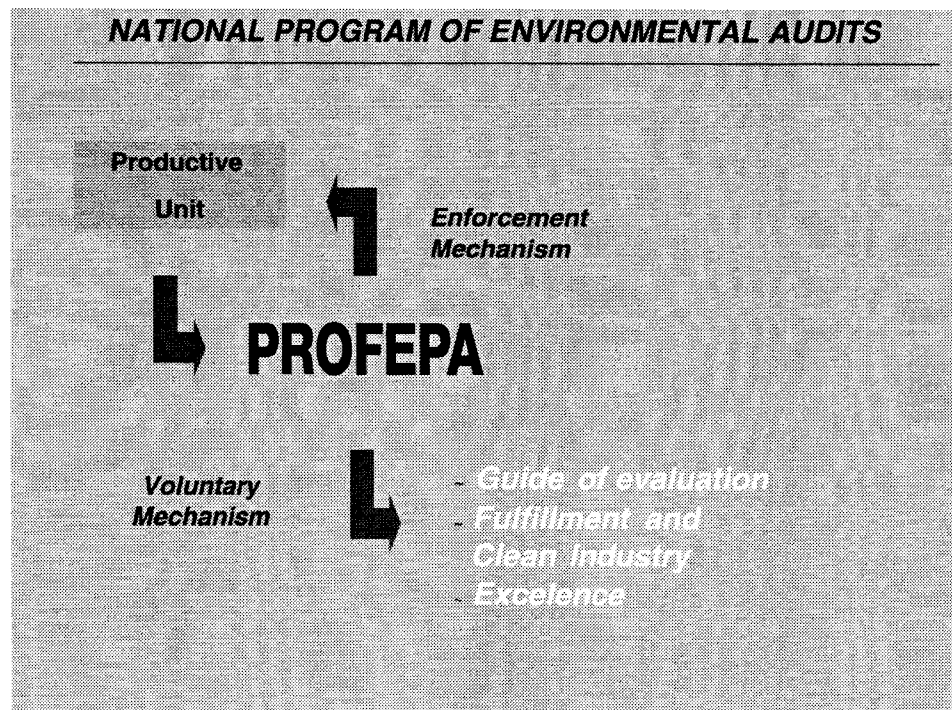 NATIONAL PROGRAM OF ENVIRONMENTAL AUDITS
Productive
Unit
Enforcement
Mechanism
PROFEPA
Voluntary
Mechanism
- Guide of evaluation
- Fulfillment and
Clean Industry
- Excelence